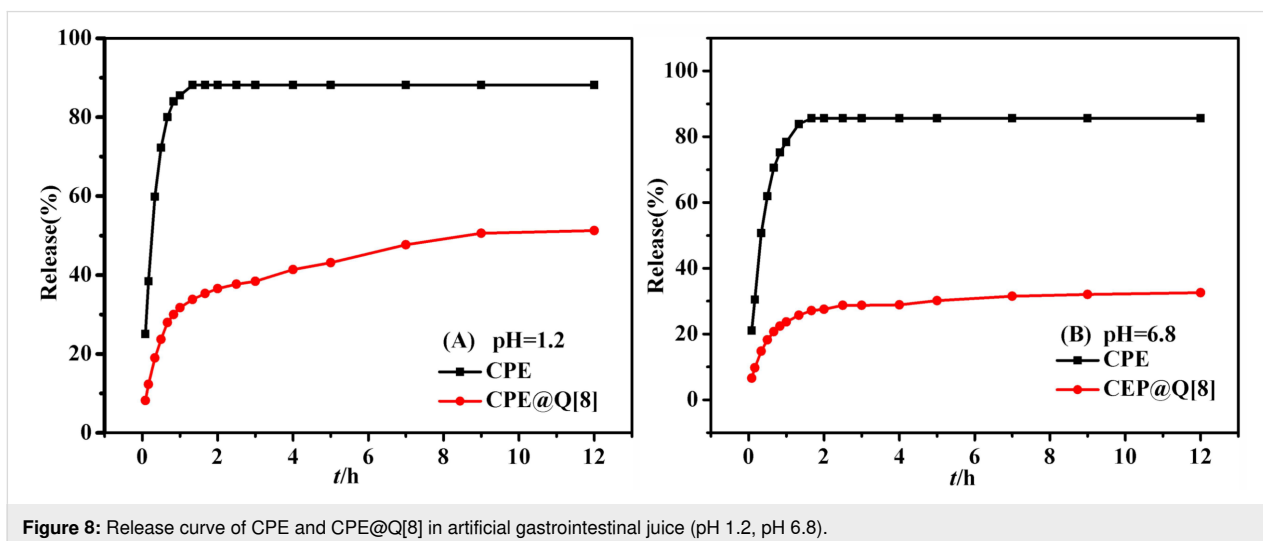 100
80
60
40
20
0
Release(%)
(A) pH=1.2
CPE
CPE@Q[8]
0 2 4 6 8 10 12
t/h
100
80
60
40
20
0
Release(%)
(B) pH=6.8
CPE
CEP@Q[8]
0 2 4 6 8 10 12
t/h
Figure 8: Release curve of CPE and CPE@Q[8] in artificial gastrointestinal juice (pH 1.2, pH 6.8).